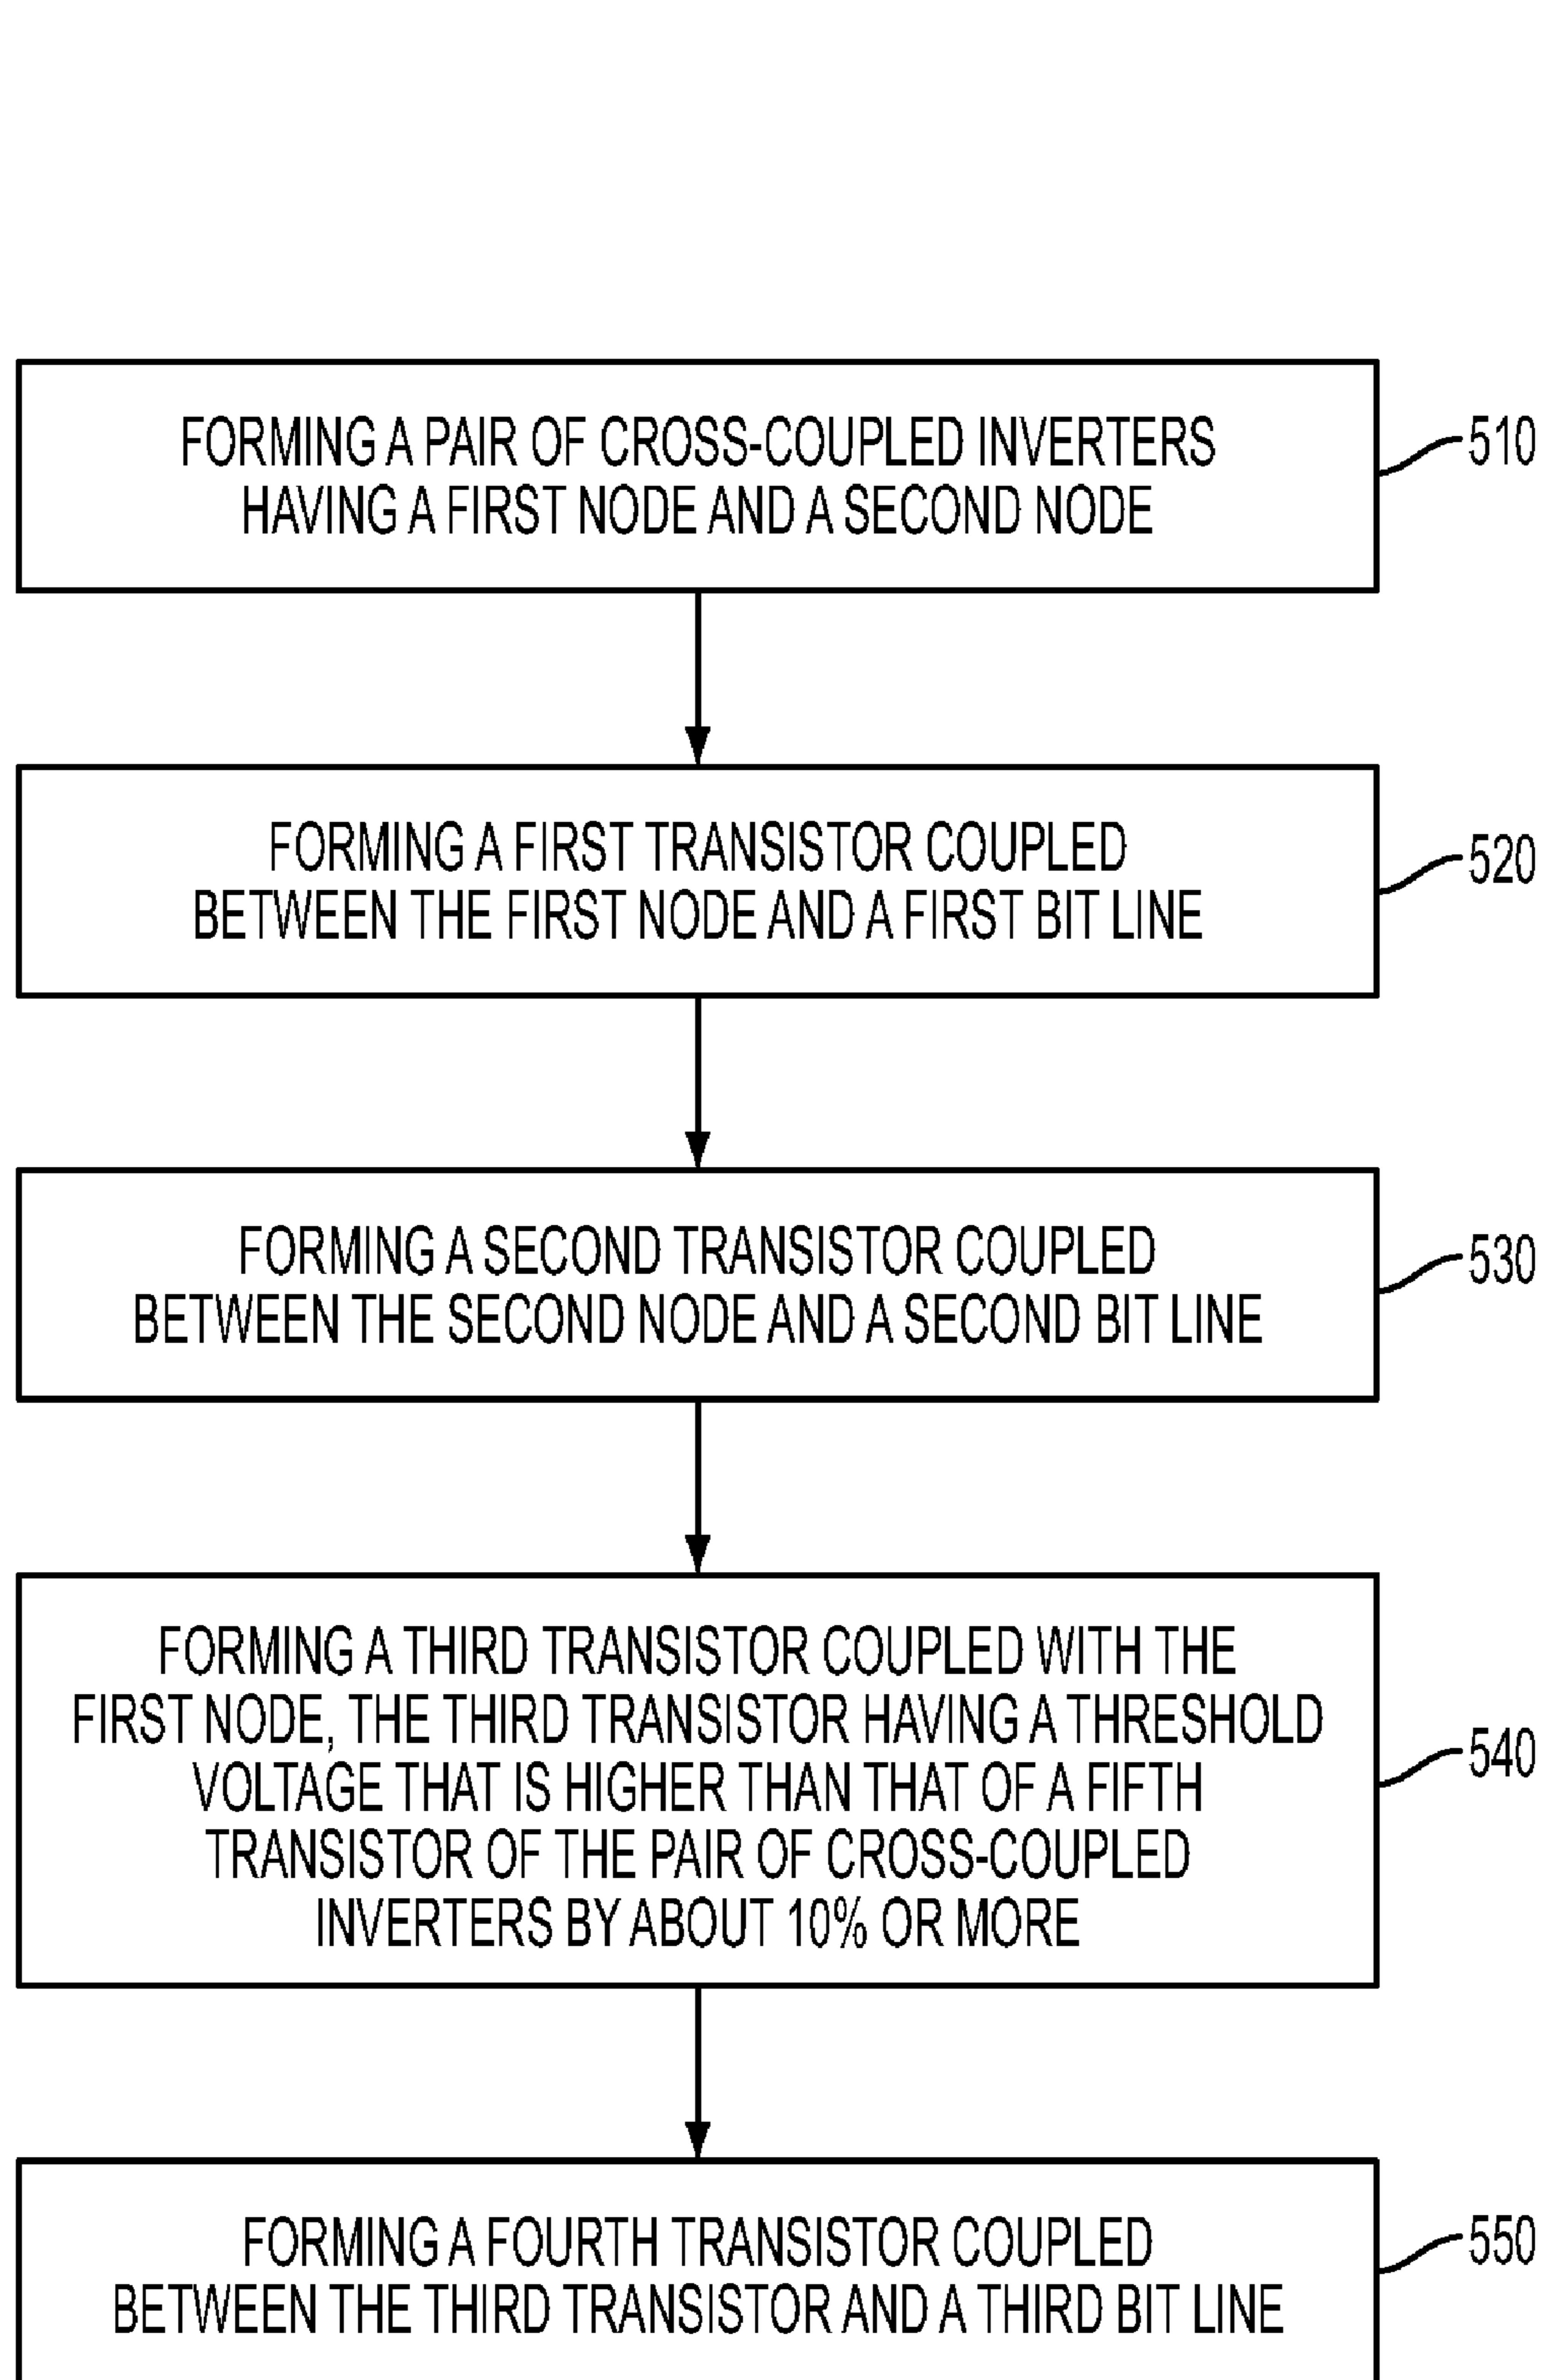 FORMING A PAIR OF CROSS-COUPLED INVERTERS
HAVING A FIRST NODE AND A SECOND NODE
510
FORMING A FIRST TRANSISTOR COUPLED
BETWEEN THE FIRST NODE AND A FIRST BIT LINE
520
FORMING A SECOND TRANSISTOR COUPLED
BETWEEN THE SECOND NODE AND A SECOND BIT LINE
530
FORMING A THIRD TRANSISTOR COUPLED WITH THE
FIRST NODE, THE THIRD TRANSISTOR HAVING A THRESHOLD
VOLTAGE THAT IS HIGHER THAN THAT OF A FIFTH
TRANSISTOR OF THE PAIR OF CROSS-COUPLED
INVERTERS BY ABOUT 10% OR MORE
540
FORMING A FOURTH TRANSISTOR COUPLED
BETWEEN THE THIRD TRANSISTOR AND A THIRD BIT LINE
550